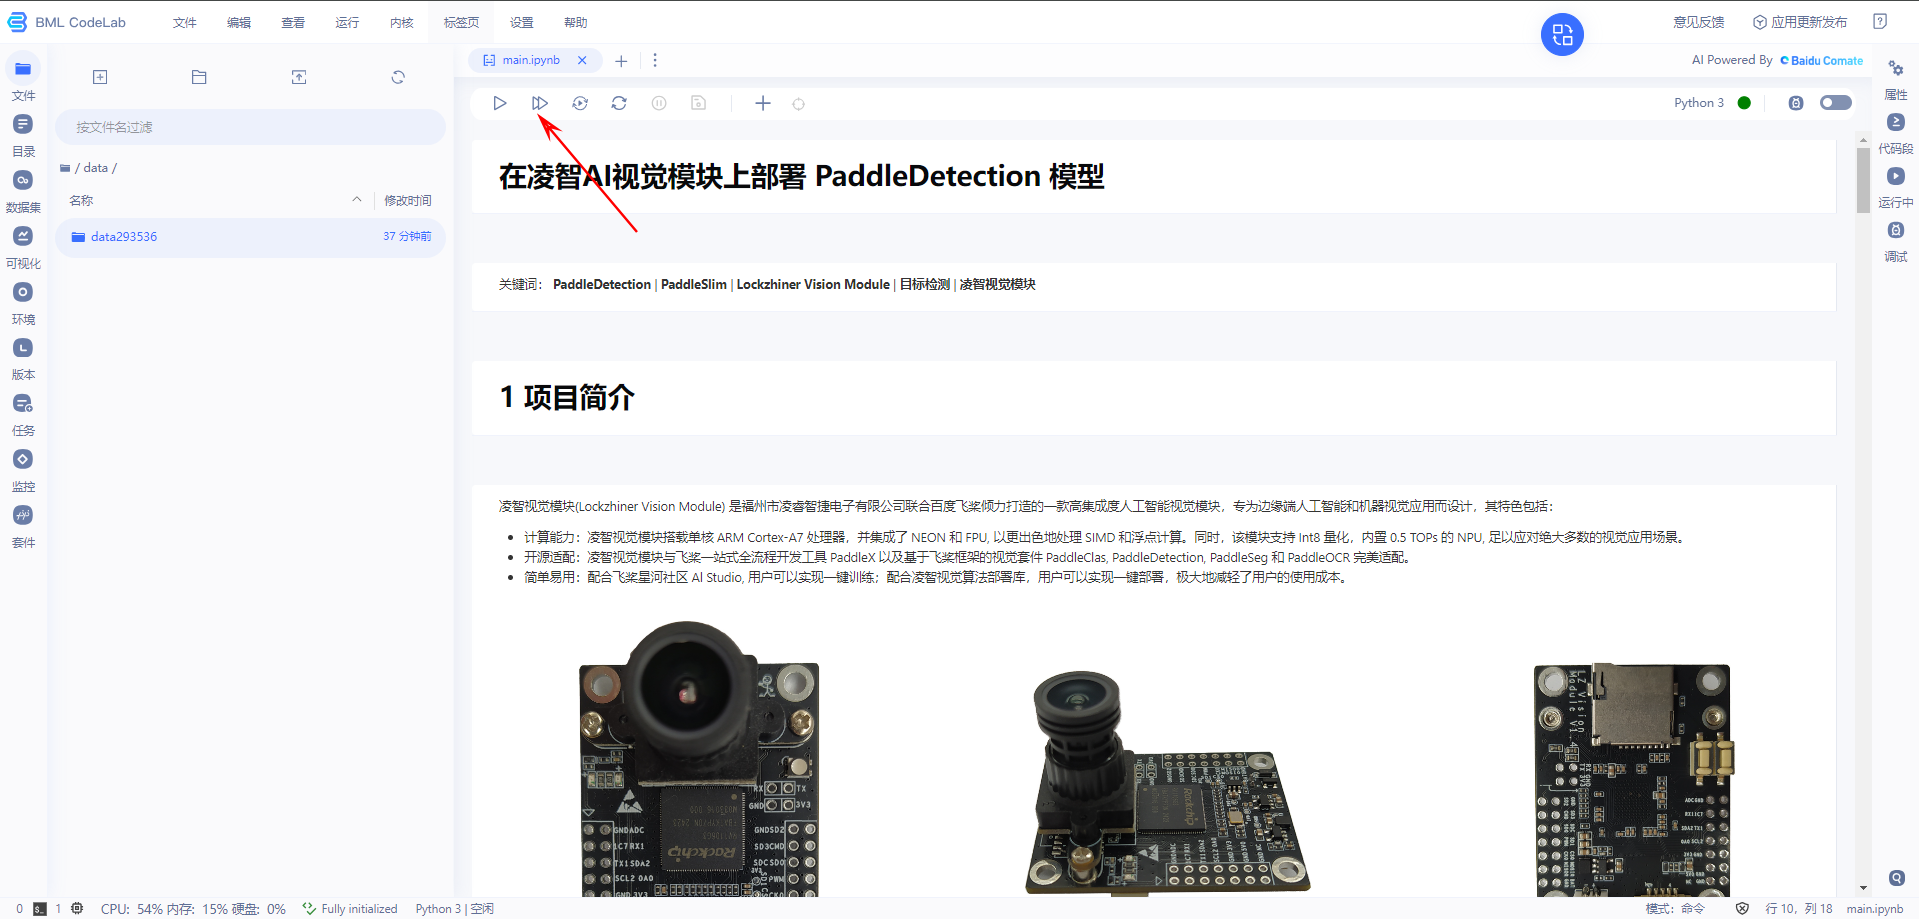 BML CodeLab
文件 编辑 查看 运行 内核 标签页 设置 帮助
意见反馈 应用更新发布
main.ipynb
AI Powered By Baidu Comate
文件
目录
数据集
可视化
环境
版本
任务
监控
套件
按文件名过滤
/ data /
名称 修改时间
data293536 37 分钟前
Python 3
属性
代码段
运行中
调试
在凌智AI视觉模块上部署 PaddleDetection 模型
关键词： PaddleDetection | PaddleSlim | Lockzhiner Vision Module | 目标检测 | 凌智视觉模块
1 项目简介
凌智视觉模块(Lockzhiner Vision Module) 是福州市凌睿智捷电子有限公司联合百度飞桨倾力打造的一款高集成度人工智能视觉模块，专为边缘端人工智能和机器视觉应用而设计，其特色包括：
计算能力：凌智视觉模块搭载单核 ARM Cortex-A7 处理器，并集成了 NEON 和 FPU, 以更出色地处理 SIMD 和浮点计算。同时，该模块支持 Int8 量化，内置 0.5 TOPs 的 NPU, 足以应对绝大多数的视觉应用场景。
开源适配：凌智视觉模块与飞桨一站式全流程开发工具 PaddleX 以及基于飞桨框架的视觉套件 PaddleClas, PaddleDetection, PaddleSeg 和 PaddleOCR 完美适配。
简单易用：配合飞桨星河社区 AI Studio, 用户可以实现一键训练；配合凌智视觉算法部署库，用户可以实现一键部署，极大地减轻了用户的使用成本。
RX TX
GND 3V3
GNDADC GNDSD2
1C7RX1 SD3CMD
TX1SDA2 SDCSD0
SCL2 0A0 PWM
Rockchip
Rockchip
LZ Vision
Module V1.4
0 1 CPU: 54% 内存: 15% 硬盘: 0% Fully initialized Python 3 | 空闲
模式: 命令 行 10, 列 18 main.ipynb